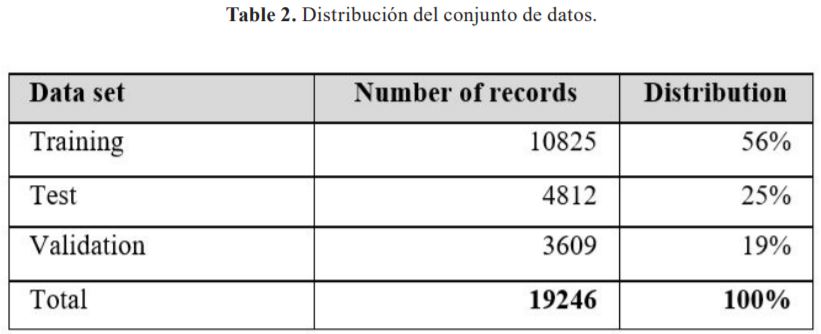 Table 2. Distribución del conjunto de datos.
Data set Number of records Distribution
Training 10825 56%
Test 4812 25%
Validation 3609 19%
Total 19246 100%